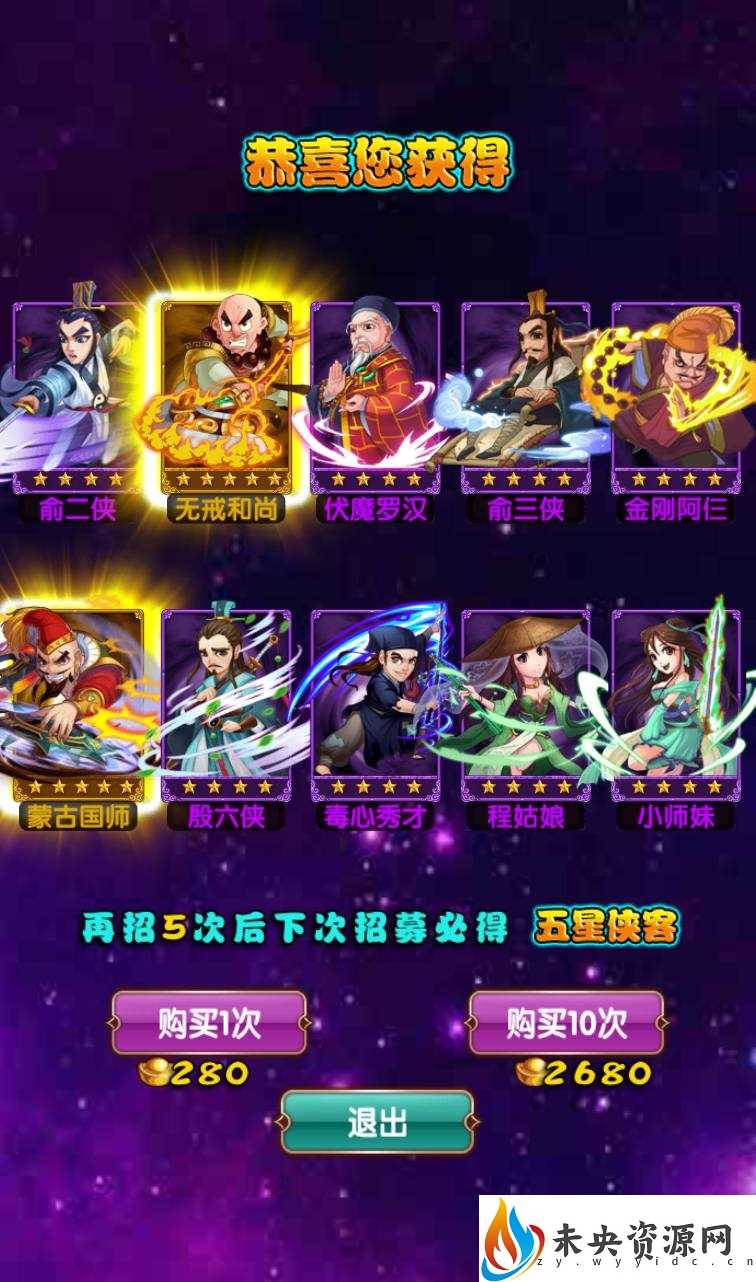 恭喜您获得
俞二侠 无戒和尚 伏魔罗汉 俞三侠 金刚阿仨
蒙古国师 殷六侠 毒心秀才 程姑娘 小师妹
再招5次后下次招募必得 五星侠客
购买1次 购买10次
280 2680
退出
未央资源网
zy.wyyidc.cn